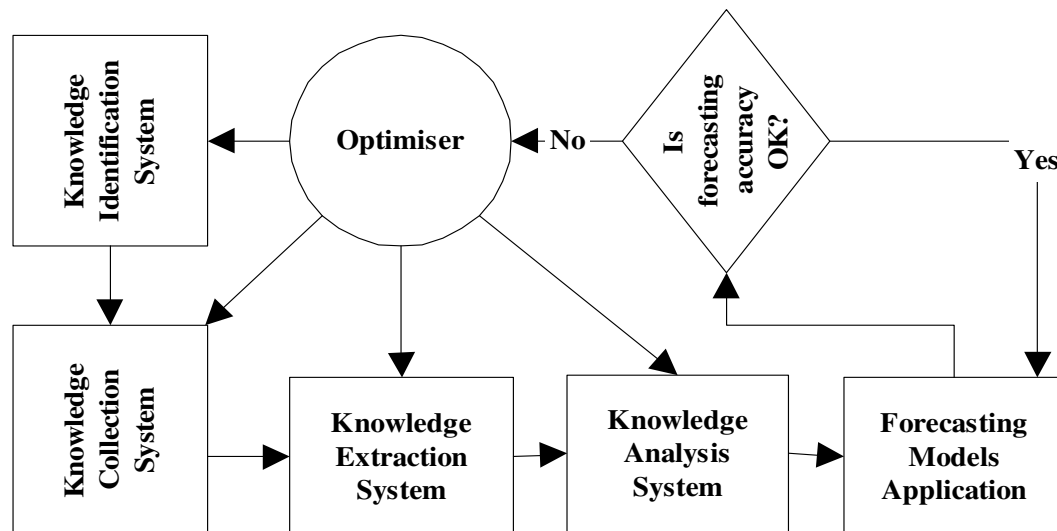 Knowledge
Identification
System
Optimiser
No
Is
forecasting
accuracy
OK?
Yes
Knowledge
Collection
System
Knowledge
Extraction
System
Knowledge
Analysis
System
Forecasting
Models
Application